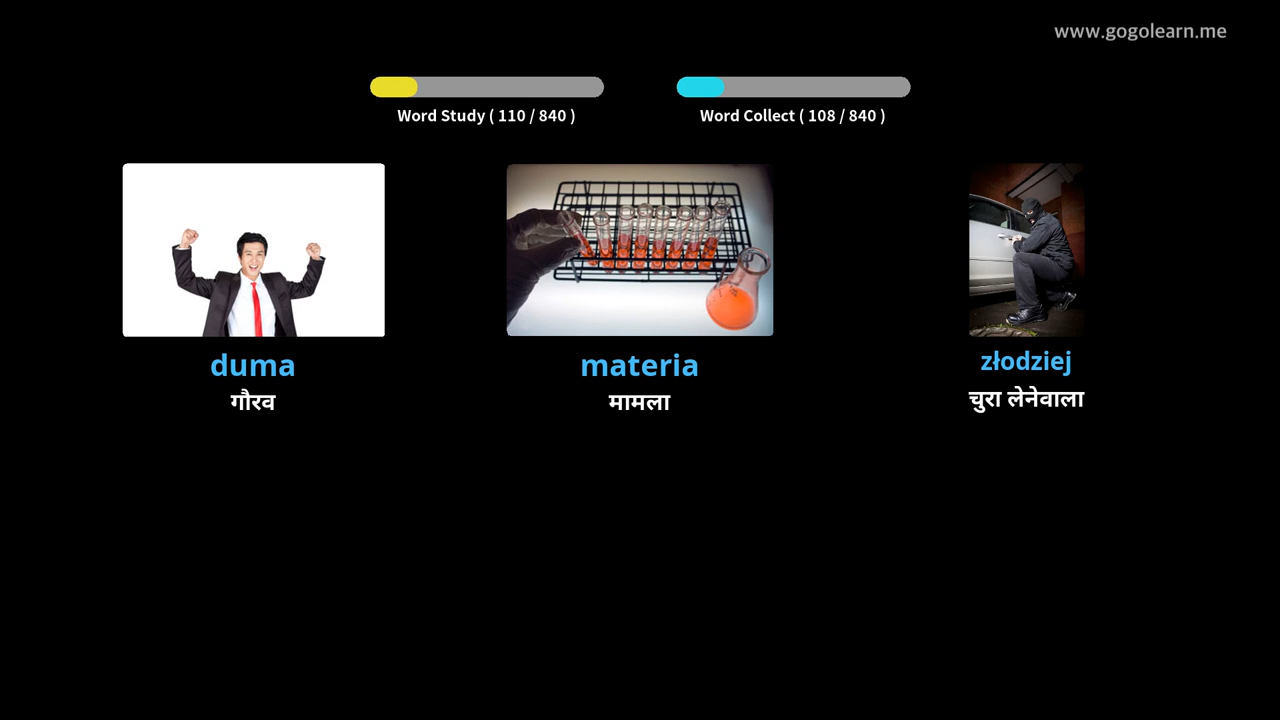 www.gogolearn.me
Word Study ( 110 / 840 )
Word Collect ( 108 / 840 )
duma
गौरव
materia
मामला
złodziej
चुरा लेनेवाला